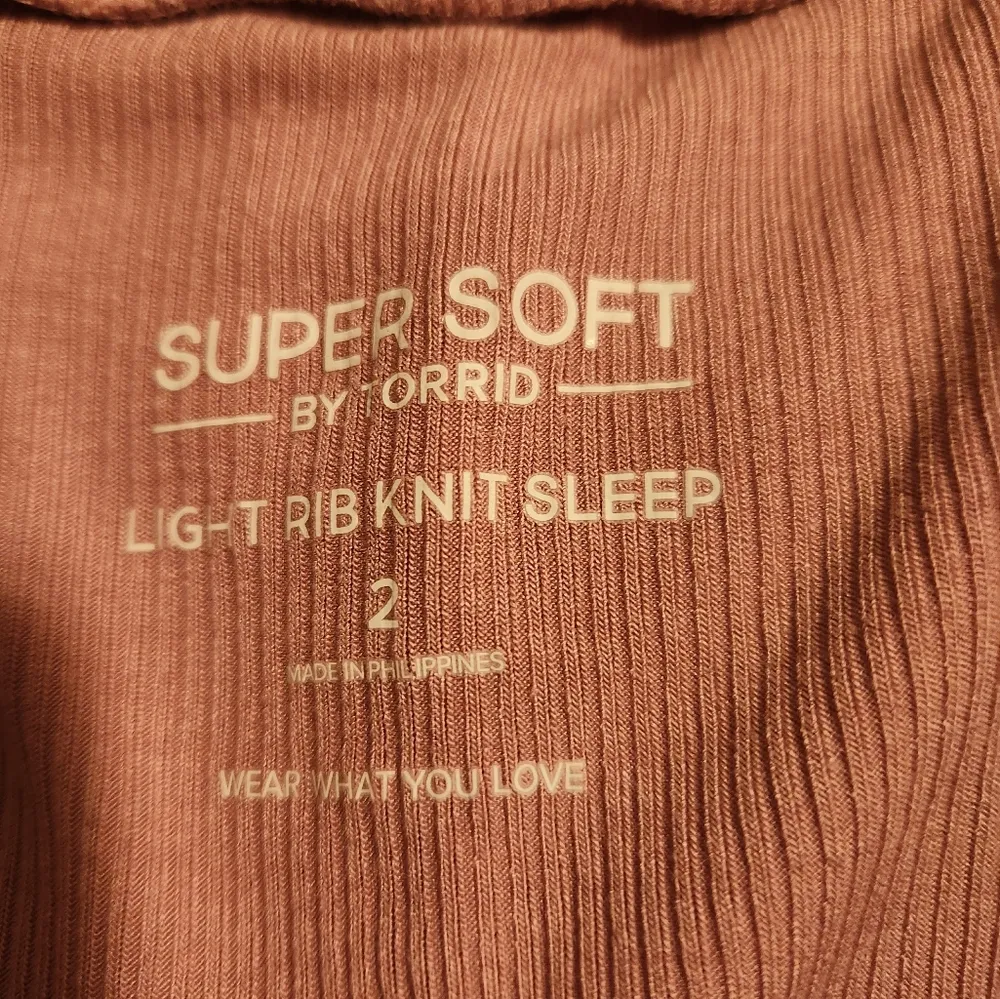 SUPER SOFT
BY TORRID
LIGHT RIB KNIT SLEEP
2
MADE IN PHILIPPINES
WEAR WHAT YOU LOVE